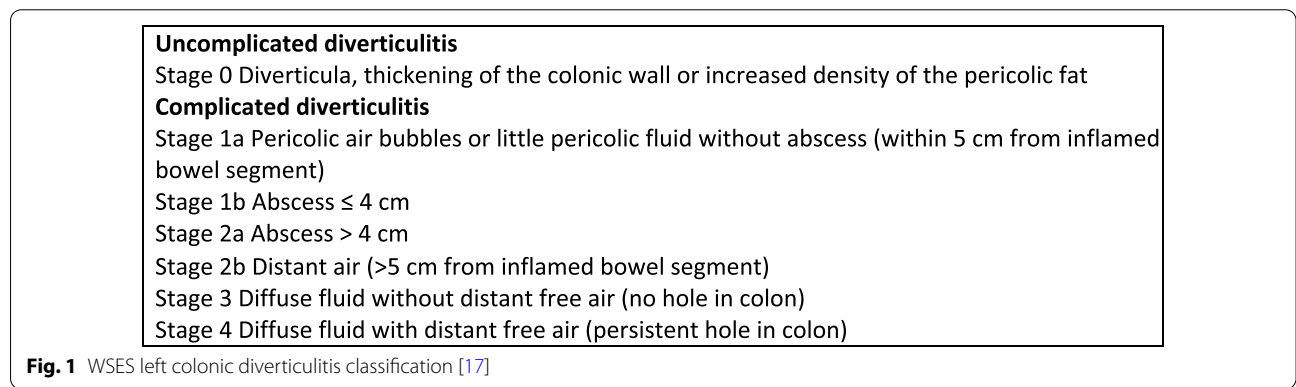 Uncomplicated diverticulitis
Stage 0 Diverticula, thickening of the colonic wall or increased density of the pericolic fat
Complicated diverticulitis
Stage 1a Pericolic air bubbles or little pericolic fluid without abscess (within 5 cm from inflamed
bowel segment)
Stage 1b Abscess ≤ 4 cm
Stage 2a Abscess > 4 cm
Stage 2b Distant air (>5 cm from inflamed bowel segment)
Stage 3 Diffuse fluid without distant free air (no hole in colon)
Stage 4 Diffuse fluid with distant free air (persistent hole in colon)
Fig. 1 WSES left colonic diverticulitis classification [17]